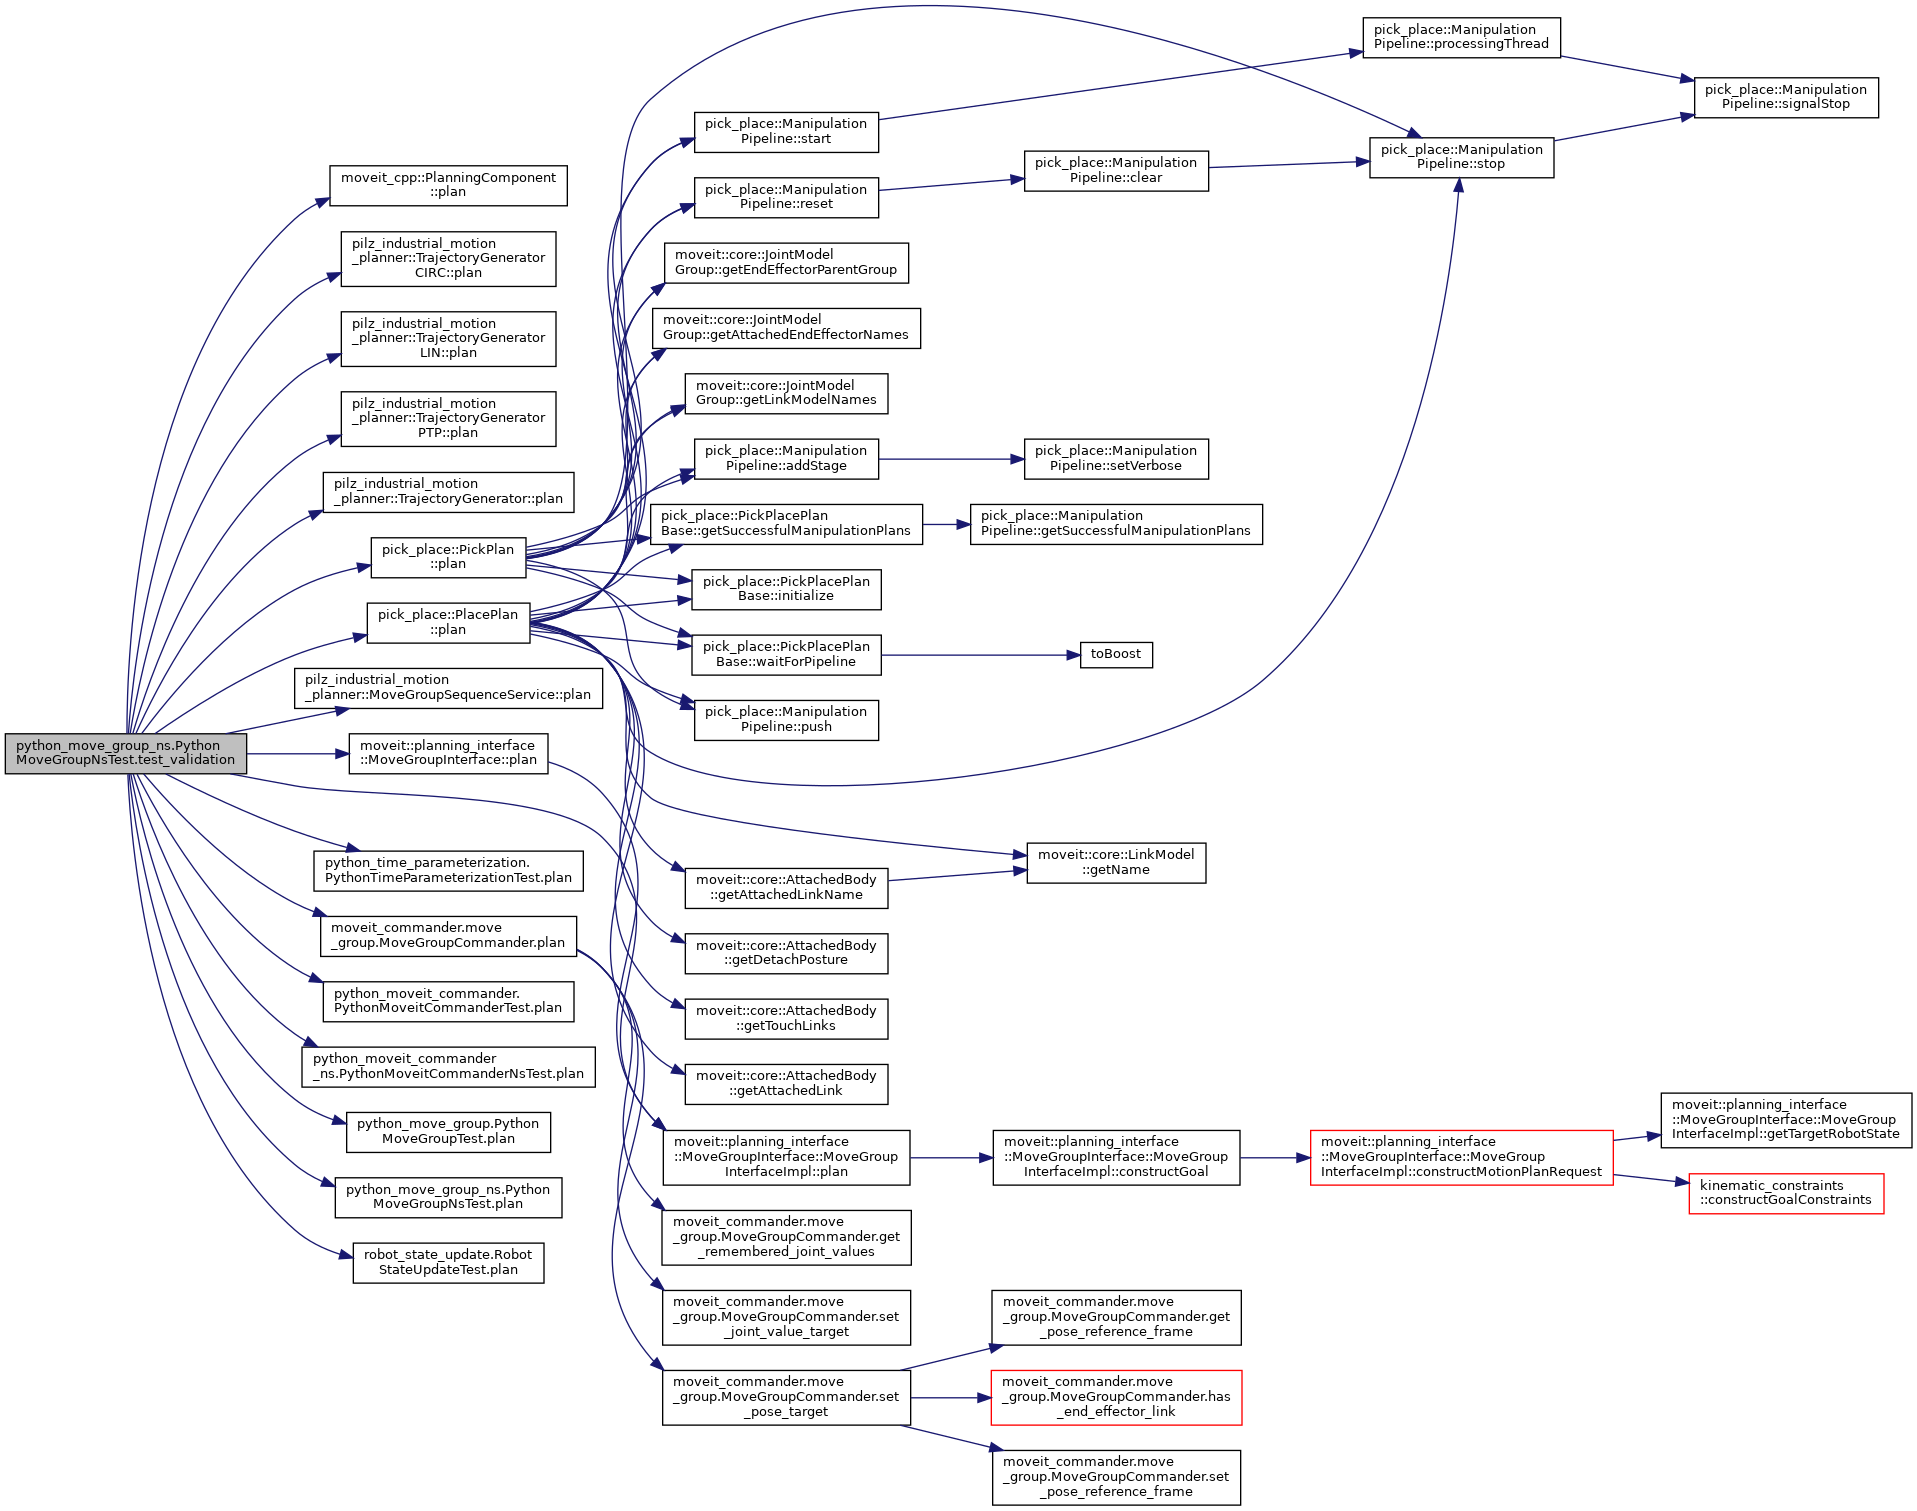 python_move_group_ns.Python
MoveGroupNsTest.test_validation
moveit_cpp::PlanningComponent
::plan
pilz_industrial_motion
_planner::TrajectoryGenerator
CIRC::plan
pilz_industrial_motion
_planner::TrajectoryGenerator
LIN::plan
pilz_industrial_motion
_planner::TrajectoryGenerator
PTP::plan
pilz_industrial_motion
_planner::TrajectoryGenerator::plan
pick_place::PickPlan
::plan
pick_place::PlacePlan
::plan
pilz_industrial_motion
_planner::MoveGroupSequenceService::plan
moveit::planning_interface
::MoveGroupInterface::plan
python_time_parameterization.
PythonTimeParameterizationTest.plan
moveit_commander.move
_group.MoveGroupCommander.plan
python_moveit_commander.
PythonMoveitCommanderTest.plan
python_moveit_commander
_ns.PythonMoveitCommanderNsTest.plan
python_move_group.Python
MoveGroupTest.plan
python_move_group_ns.Python
MoveGroupNsTest.plan
robot_state_update.Robot
StateUpdateTest.plan
pick_place::Manipulation
Pipeline::start
pick_place::Manipulation
Pipeline::reset
moveit::core::JointModel
Group::getEndEffectorParentGroup
moveit::core::JointModel
Group::getAttachedEndEffectorNames
moveit::core::JointModel
Group::getLinkModelNames
pick_place::Manipulation
Pipeline::addStage
pick_place::PickPlacePlan
Base::getSuccessfulManipulationPlans
pick_place::PickPlacePlan
Base::initialize
pick_place::PickPlacePlan
Base::waitForPipeline
pick_place::Manipulation
Pipeline::push
moveit::core::AttachedBody
::getAttachedLinkName
moveit::core::AttachedBody
::getDetachPosture
moveit::core::AttachedBody
::getTouchLinks
moveit::core::AttachedBody
::getAttachedLink
moveit::planning_interface
::MoveGroupInterface::MoveGroup
InterfaceImpl::plan
moveit_commander.move
_group.MoveGroupCommander.get
_remembered_joint_values
moveit_commander.move
_group.MoveGroupCommander.set
_joint_value_target
moveit_commander.move
_group.MoveGroupCommander.set
_pose_target
pick_place::Manipulation
Pipeline::clear
pick_place::Manipulation
Pipeline::setVerbose
pick_place::Manipulation
Pipeline::getSuccessfulManipulationPlans
toBoost
moveit::core::LinkModel
::getName
moveit::planning_interface
::MoveGroupInterface::MoveGroup
InterfaceImpl::constructGoal
moveit_commander.move
_group.MoveGroupCommander.get
_pose_reference_frame
moveit_commander.move
_group.MoveGroupCommander.has
_end_effector_link
moveit_commander.move
_group.MoveGroupCommander.set
_pose_reference_frame
pick_place::Manipulation
Pipeline::processingThread
pick_place::Manipulation
Pipeline::stop
moveit::planning_interface
::MoveGroupInterface::MoveGroup
InterfaceImpl::constructMotionPlanRequest
pick_place::Manipulation
Pipeline::signalStop
moveit::planning_interface
::MoveGroupInterface::MoveGroup
InterfaceImpl::getTargetRobotState
kinematic_constraints
::constructGoalConstraints